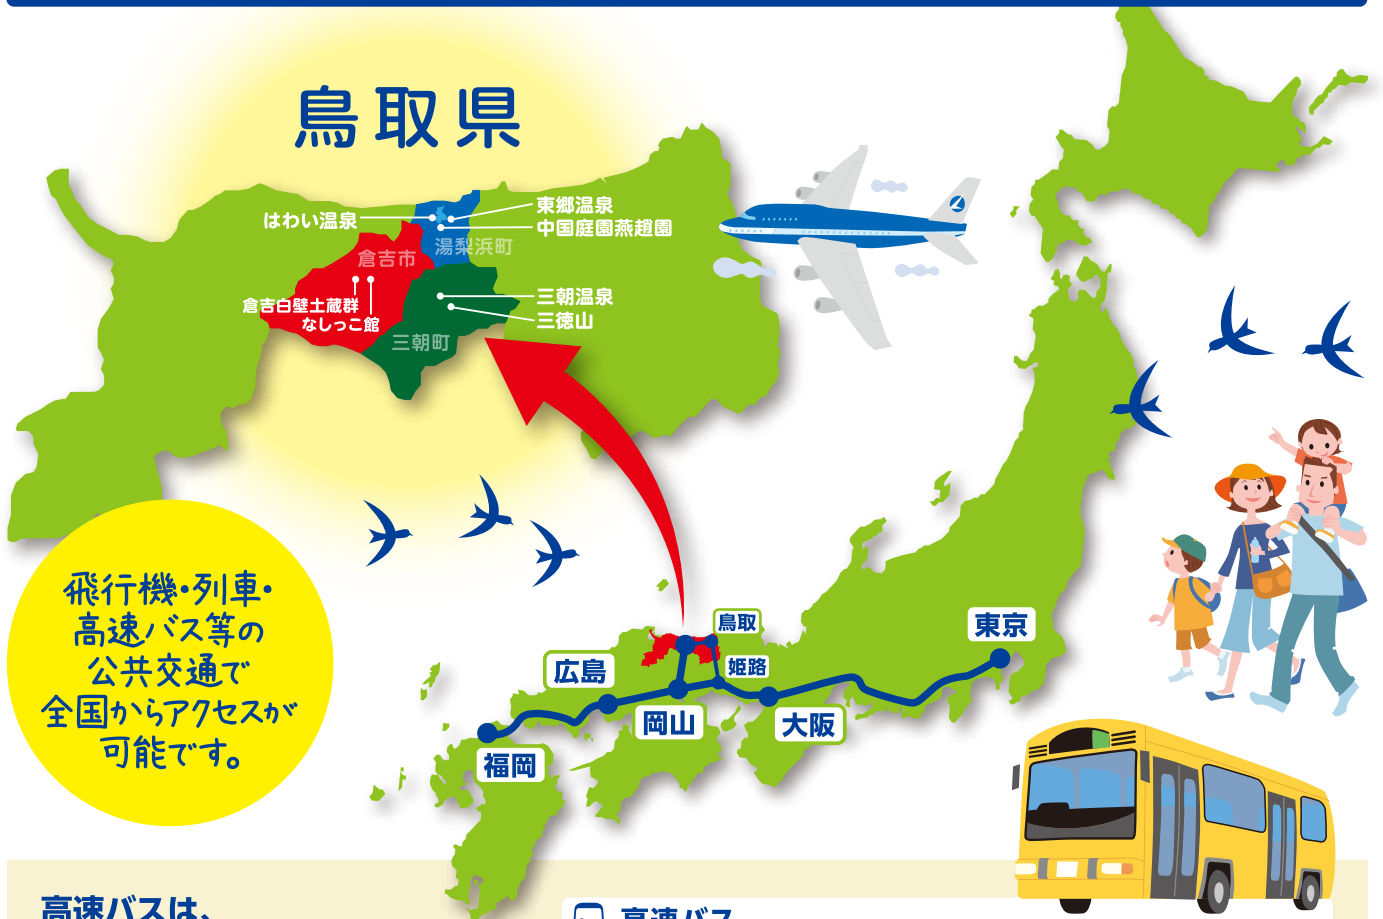 鳥取県
はわい温泉
東郷温泉
中国庭園燕趙園
湯梨浜町
倉吉市
倉吉白壁土蔵群
なしっこ館
三朝温泉
三徳山
三朝町
飛行機・列車・
高速バス等の
公共交通で
全国からアクセスが
可能です。
鳥取
東京
姫路
広島
岡山
大阪
福岡
高速バスは、
高速バス